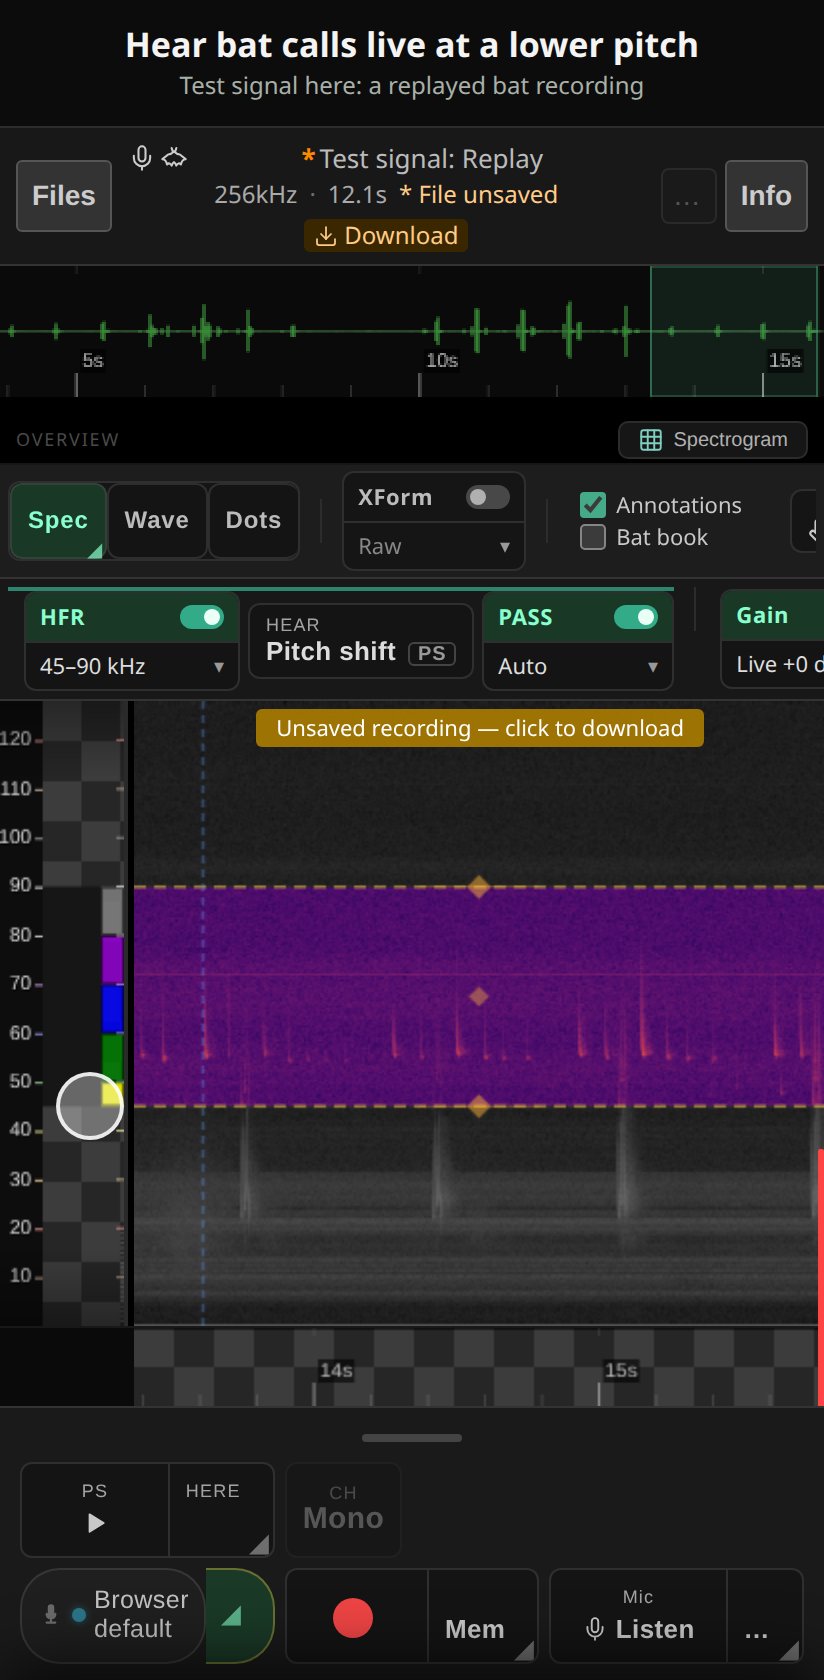 Hear bat calls live at a lower pitch
Test signal here: a replayed bat recording
Files
* Test signal: Replay
256kHz · 12.1s * File unsaved
Download
...
Info
5s
10s
15s
OVERVIEW
Spectrogram
Spec
Wave
Dots
XForm
Raw
Annotations
Bat book
HFR
45–90 kHz
HEAR
Pitch shift PS
PASS
Auto
Gain
Live +0 d
Unsaved recording — click to download
120
110
100
90
80
70
60
50
40
30
20
10
14s
15s
PS
HERE
CH
Mono
Browser
default
Mem
Mic
Listen
...